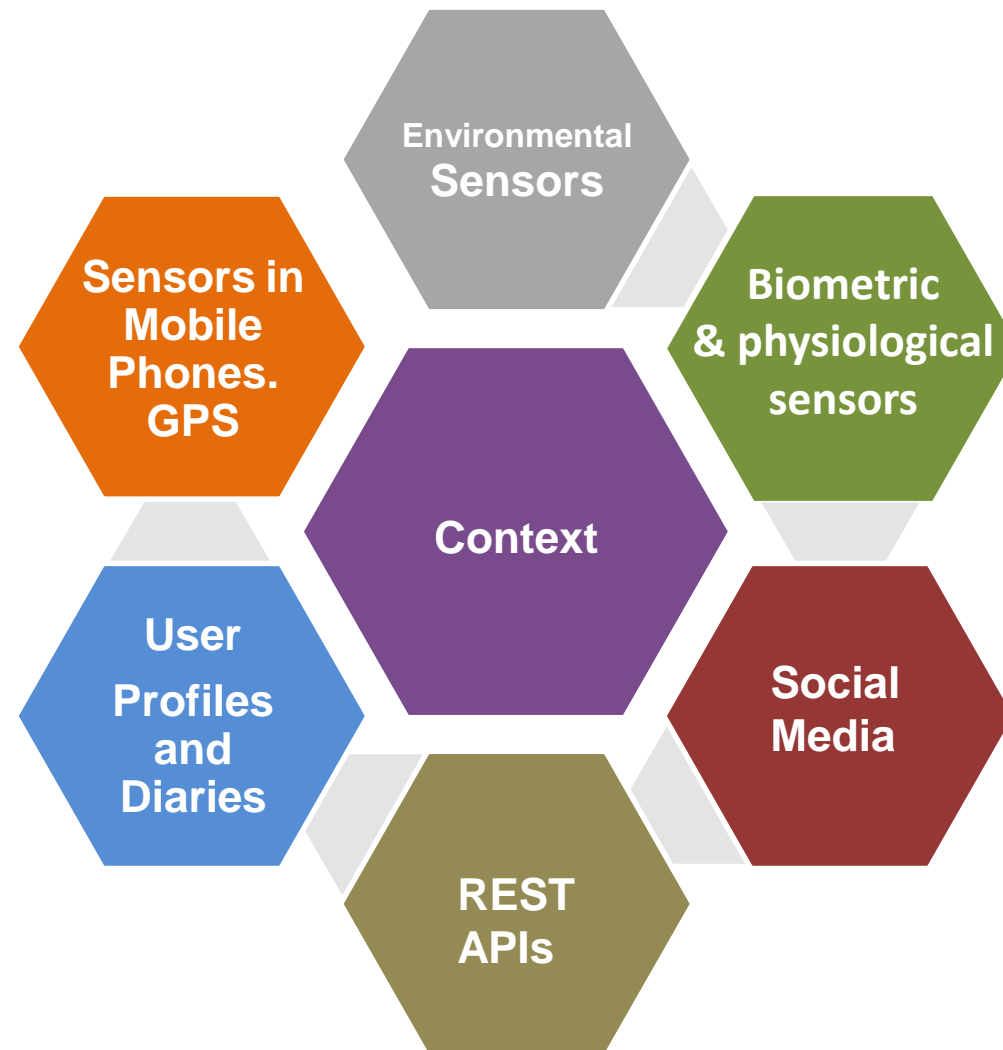 Environmental
Sensors
Sensors in
Mobile
Phones.
GPS
Biometric
& physiological
sensors
Context
User
Profiles
and
Diaries
Social
Media
REST
APIs